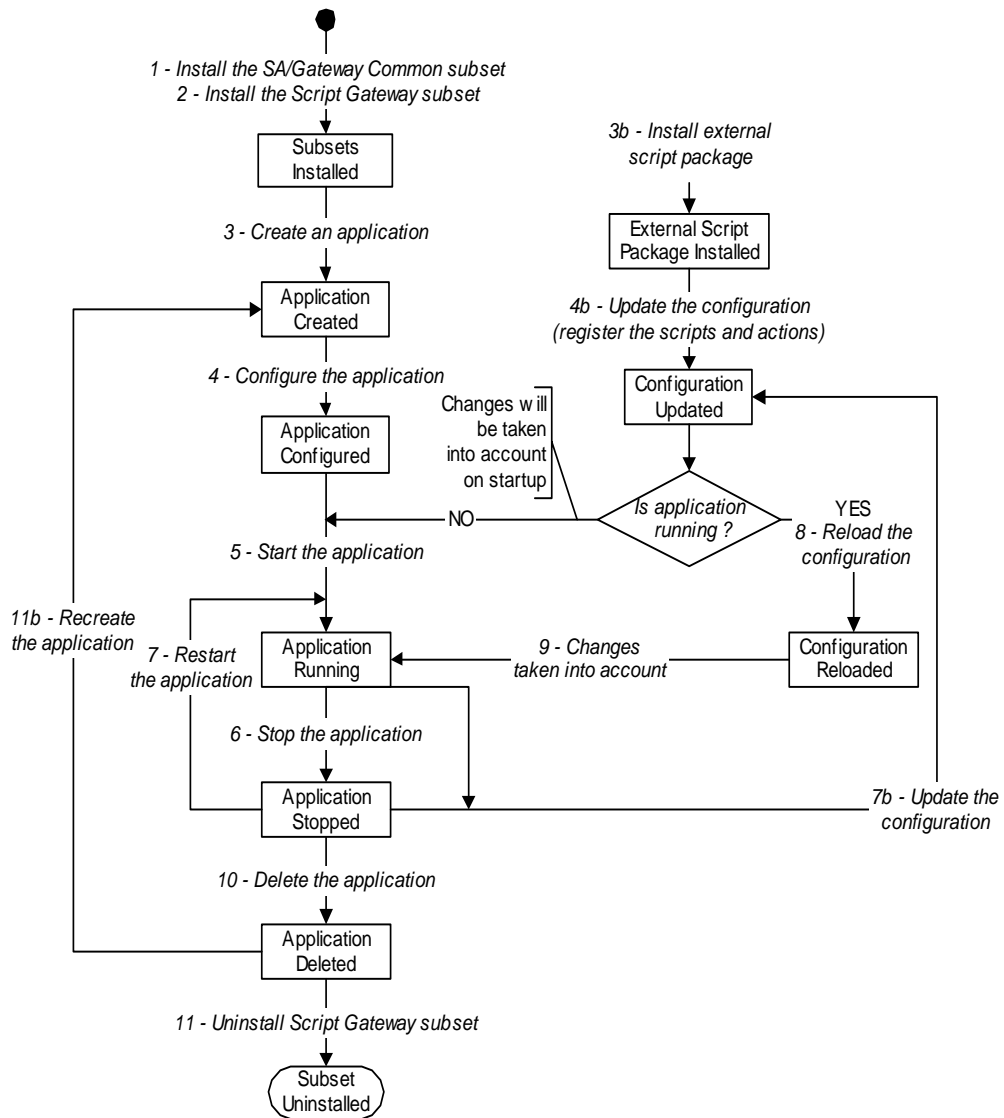 1 - Install the SA/Gateway Common subset
2 - Install the Script Gateway subset
Subsets
Installed
3b - Install external
script package
3 - Create an application
External Script
Package Installed
Application
Created
4b - Update the configuration
(register the scripts and actions)
4 - Configure the application
Configuration
Updated
Changes will
be taken
into account
on startup
Application
Configured
Is application
running ?
NO
YES
8 - Reload the
configuration
5 - Start the application
11b - Recreate
the application
7 - Restart
the application
Application
Running
9 - Changes
taken into account
Configuration
Reloaded
6 - Stop the application
Application
Stopped
7b - Update the
configuration
10 - Delete the application
Application
Deleted
11 - Uninstall Script Gateway subset
Subset
Uninstalled